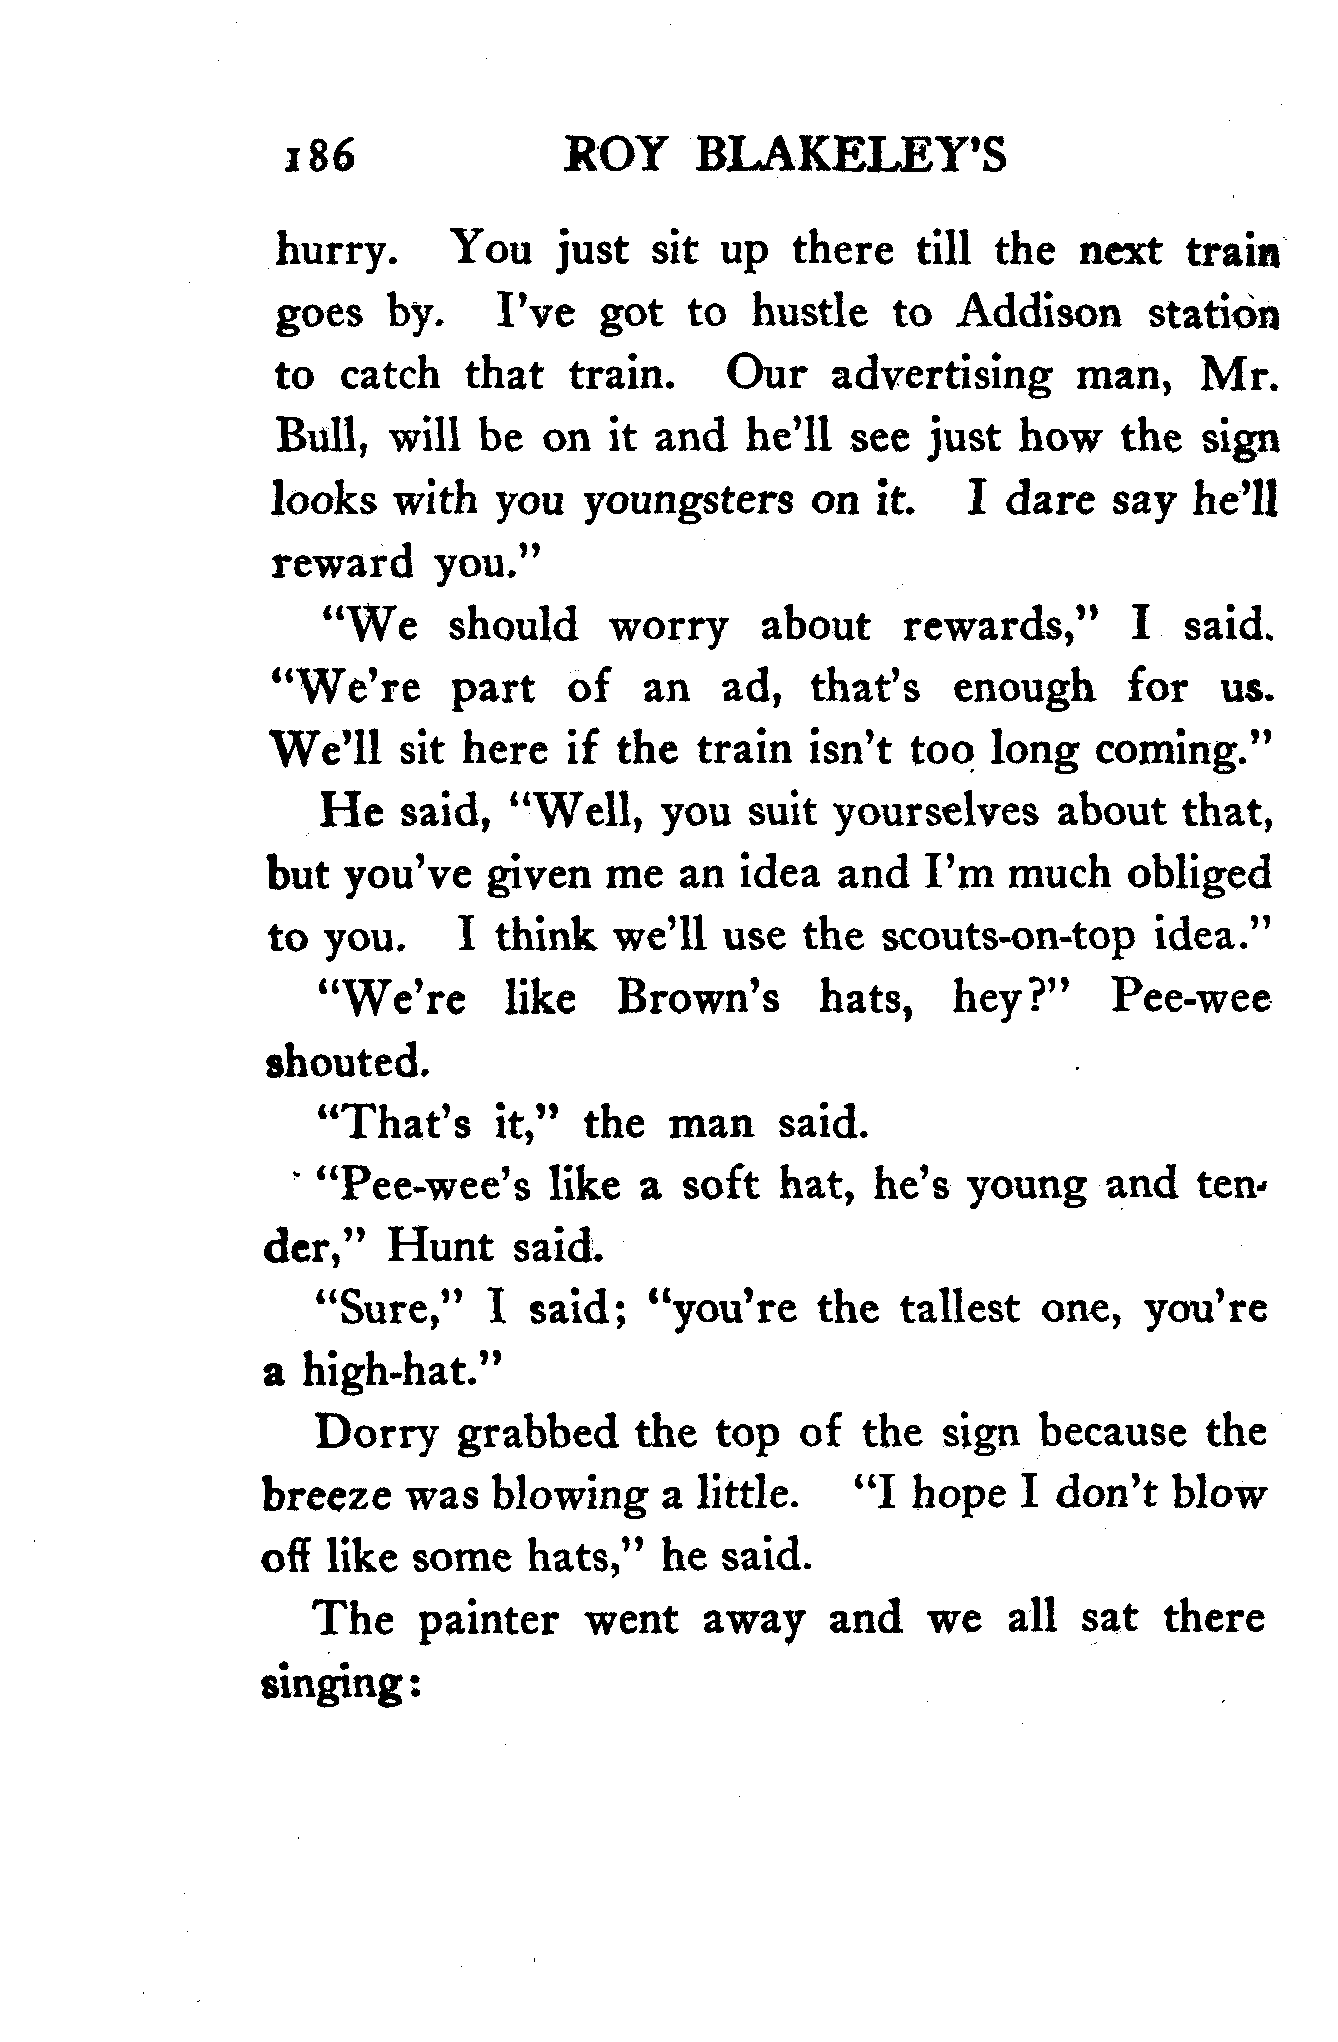 186 ROY BLAKELEY'S
hurry. You just sit up there till the next train
goes by. I've got to hustle to Addison station
to catch that train. Our advertising man, Mr.
Bull, will be on it and he'll see just how the sign
looks with you youngsters on it. I dare say he'll
reward you."
"We should worry about rewards," I said.
"We're part of an ad, that's enough for us.
We'll sit here if the train isn't too long coming."
He said, "Well, you suit yourselves about that,
but you've given me an idea and I'm much obliged
to you. I think we'll use the scouts-on-top idea."
"We're like Brown's hats, hey?" Pee-wee
shouted.
"That's it," the man said.
"Pee-wee's like a soft hat, he's young and ten-
der," Hunt said.
"Sure," I said; "you're the tallest one, you're
a high-hat."
Dorry grabbed the top of the sign because the
breeze was blowing a little. "I hope I don't blow
off like some hats," he said.
The painter went away and we all sat there
singing: